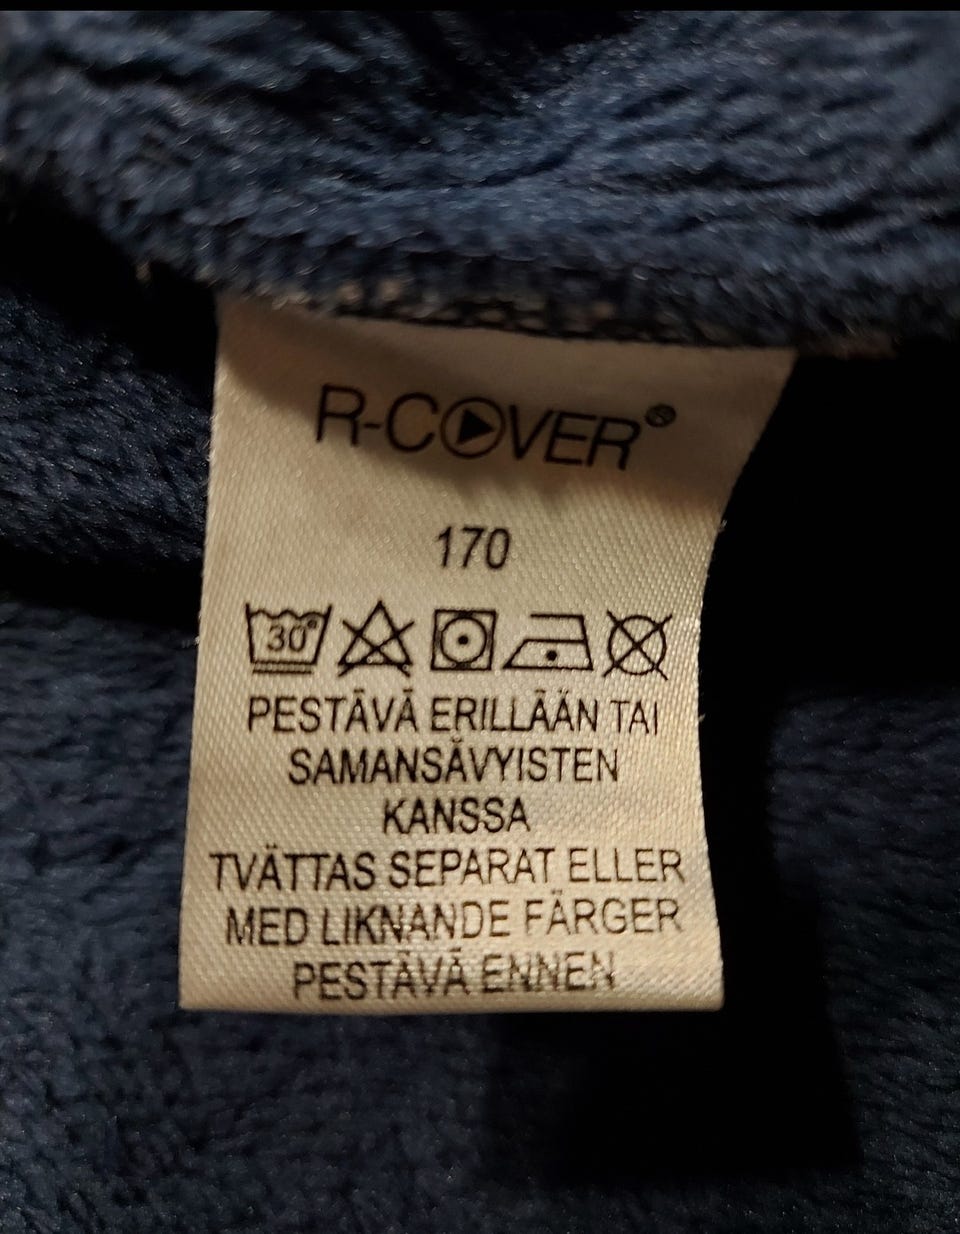 R-COVER®
170
30°
PESTÄVÄ ERILLÄÄN TAI
SAMANSÄVYISTEN
KANSSA
TVÄTTAS SEPARAT ELLER
MED LIKNANDE FÄRGER
PESTÄVÄ ENNEN